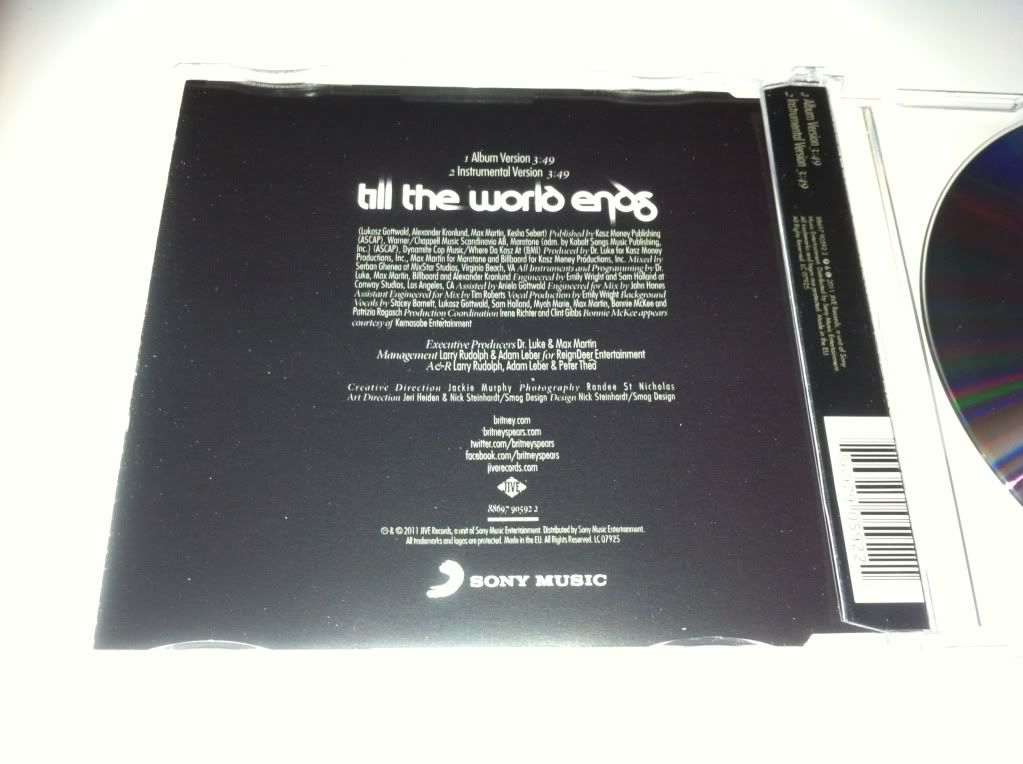 1 Album Version 3:49
2 Instrumental Version 3:49
till the world ends
(Lukasz Gottwald, Alexander Kronlund, Max Martin, Kesha Sebert) Published by Kasz Money Publishing
(ASCAP), Warner/Chappell Music Scandinavia AB, Maratone (adm. by Kobalt Songs Music Publishing,
Inc.) (ASCAP), Dynamite Cop Music/Where Da Kasz At (BMI) Produced by Dr. Luke for Kasz Money
Productions, Inc., Max Martin for Maratone and Billboard for Kasz Money Productions, Inc. Mixed by
Serban Ghenea at MixStar Studios, Virginia Beach, VA All Instruments and Programming by Dr.
Luke, Max Martin, Billboard and Alexander Kronlund Engineered by Emily Wright and Sam Holland at
Conway Studios, Los Angeles, CA Assisted by Aniela Gottwald Engineered for Mix by John Hanes
Assistant Engineered for Mix by Tim Roberts Vocal Production by Emily Wright Background
Vocals by Stacey Barnett, Lukasz Gottwald, Sam Holland, Myah Marie, Max Martin, Bonnie McKee and
Patrizia Rogosch Production Coordination Irene Richter and Clint Gibbs Bonnie McKee appears
courtesy of Kemosabe Entertainment
Executive Producers Dr. Luke & Max Martin
Management Larry Rudolph & Adam Leber for ReignDeer Entertainment
A&R Larry Rudolph, Adam Leber & Peter Thea
Creative Direction Jackie Murphy Photography Randee St Nicholas
Art Direction Jeri Heiden & Nick Steinhardt/Smog Design Design Nick Steinhardt/Smog Design
britney.com
britneyspears.com
twitter.com/britneyspears
facebook.com/britneyspears
jiverecords.com
JIVE
88697 90592 2
℗ & © 2011 JIVE Records, a unit of Sony Music Entertainment. Distributed by Sony Music Entertainment.
All trademarks and logos are protected. Made in the EU. All Rights Reserved. LC 07925
SONY MUSIC
Album Version 3:49
2 Instrumental Version 3:49